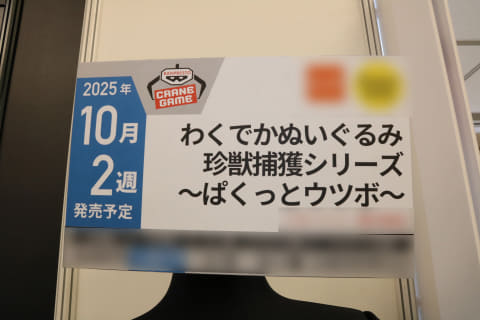 2025年
10月
2週
発売予定
BANPRESTO
CRANE
GAME
わくでかぬいぐるみ
珍獣捕獲シリーズ
～ぱくっとウツボ～